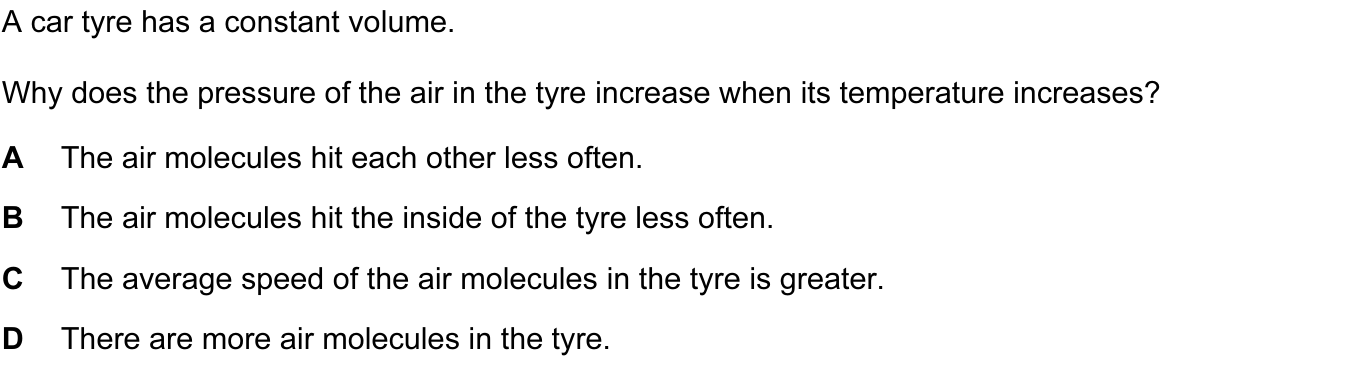 A car tyre has a constant volume.
Why does the pressure of the air in the tyre increase when its temperature increases?
A The air molecules hit each other less often.
B The air molecules hit the inside of the tyre less often.
C The average speed of the air molecules in the tyre is greater.
D There are more air molecules in the tyre.